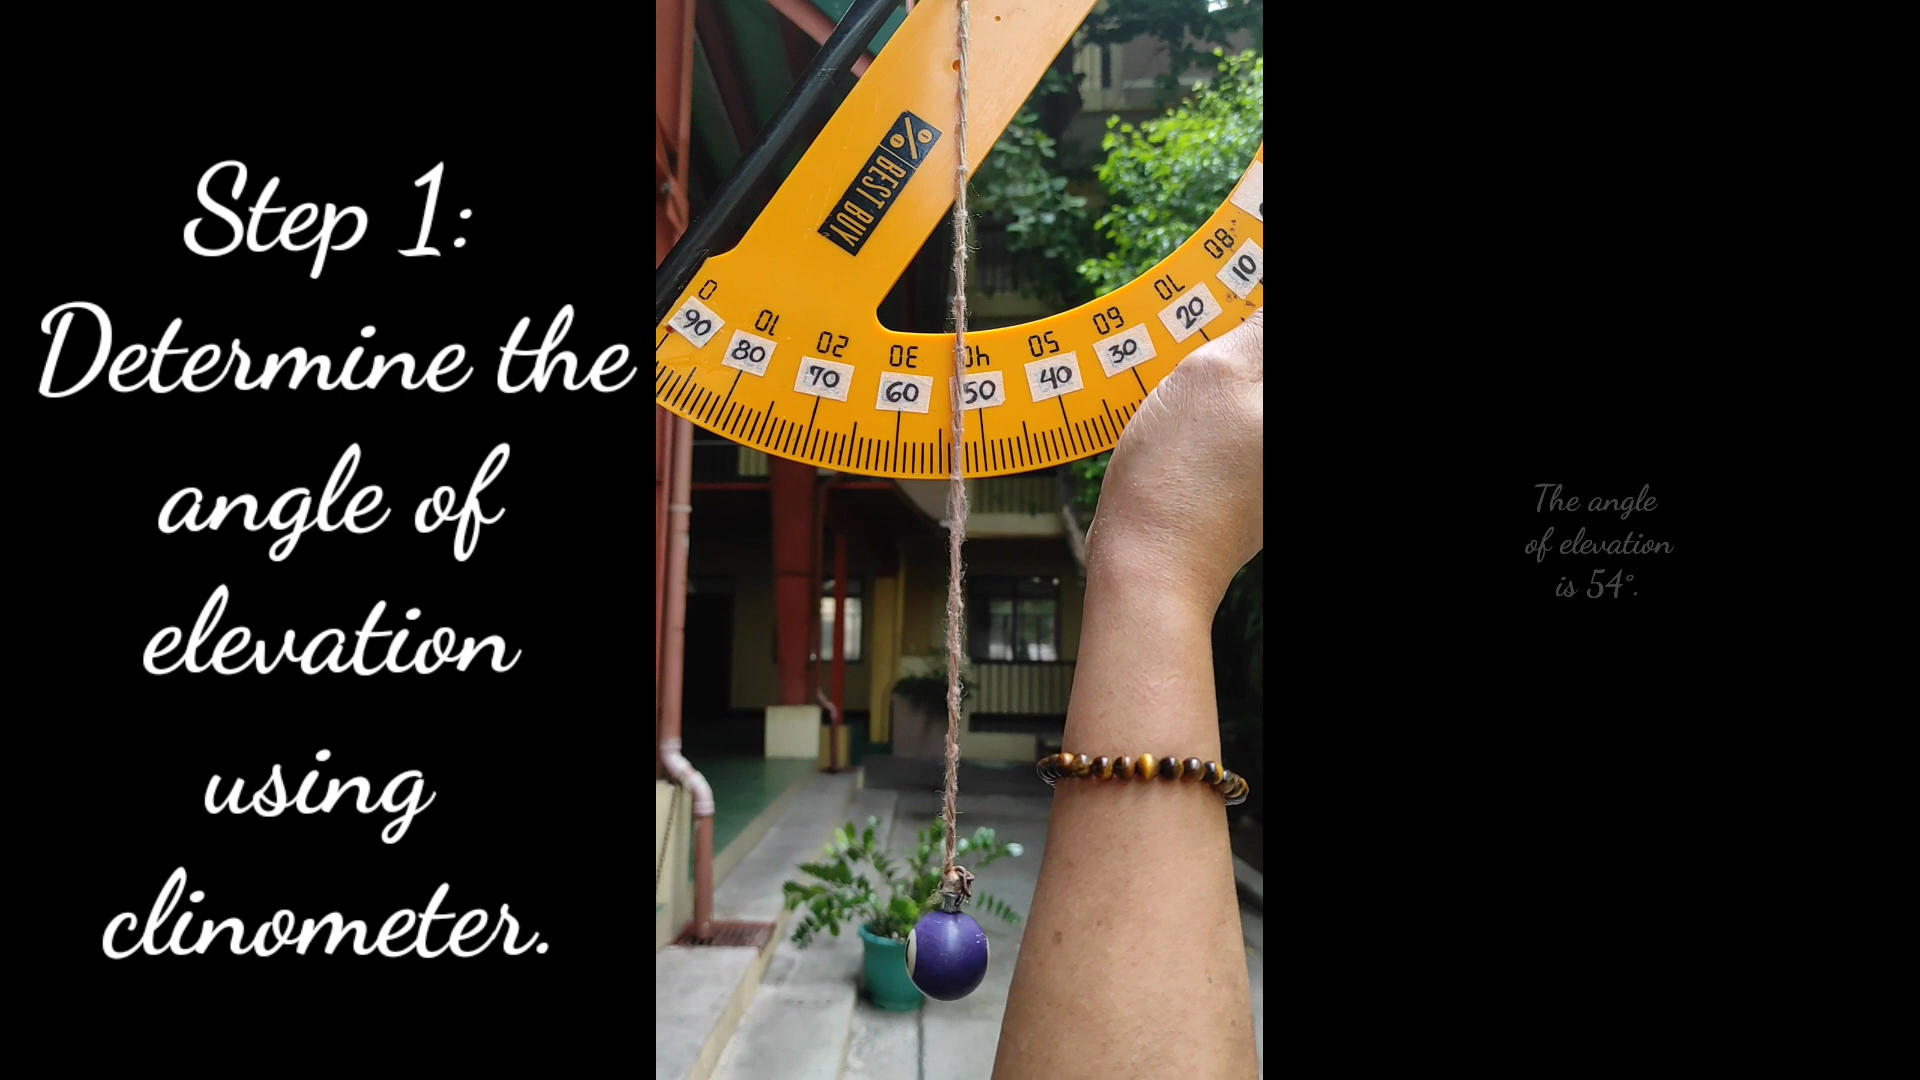 Step 1:
Determine the
angle of
elevation
using
clinometer.
% BEST BUY
0 10 20 30 40 50 60 70 80
90 80 70 60 50 40 30 20 10
The angle
of elevation
is 54°.